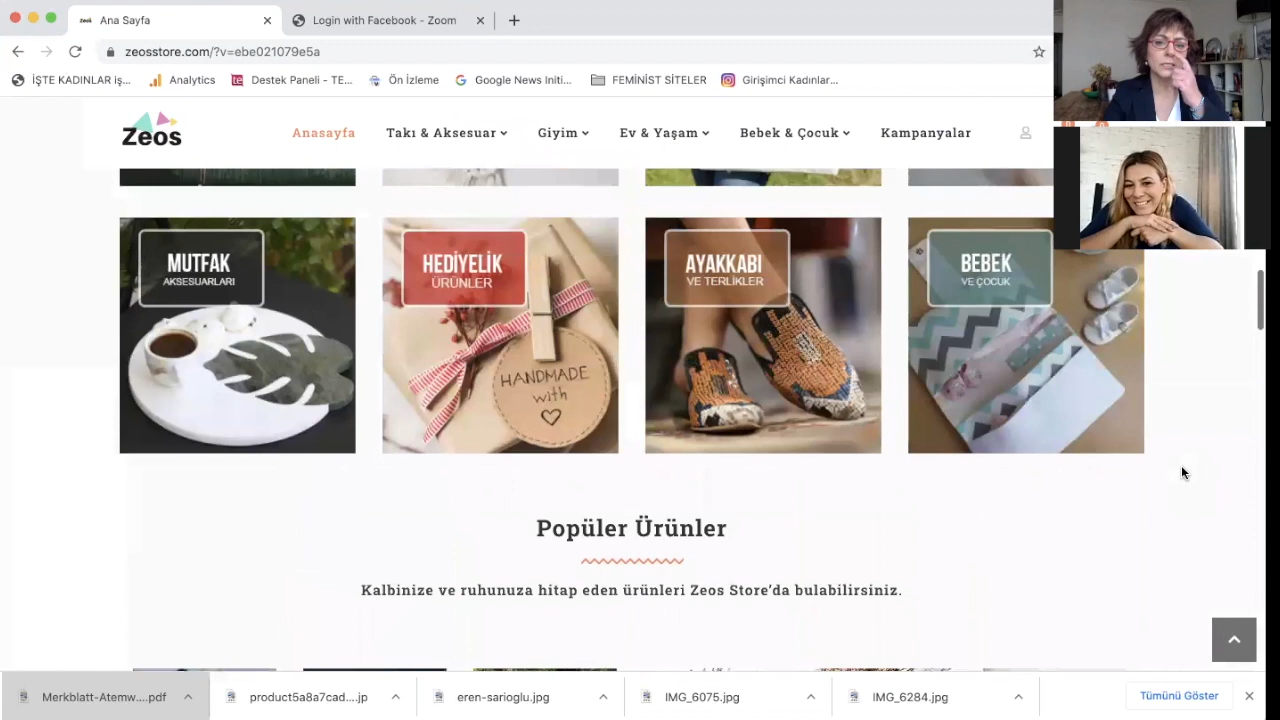 Ana Sayfa
Login with Facebook - Zoom
zeosstore.com/?v=ebe021079e5a
İŞTE KADINLAR iş...
Analytics
Destek Paneli - TE...
Ön İzleme
Google News Initi...
FEMİNİST SİTELER
Girişimci Kadınlar...
Zeos
Anasayfa
Takı & Aksesuar
Giyim
Ev & Yaşam
Bebek & Çocuk
Kampanyalar
MUTFAK
AKSESUARLARI
HEDİYELİK
ÜRÜNLER
AYAKKABI
VE TERLİKLER
BEBEK
VE ÇOCUK
HANDMADE
with
Popüler Ürünler
Kalbinize ve ruhunuza hitap eden ürünleri Zeos Store’da bulabilirsiniz.
Merkblatt-Atemw....pdf
product5a8a7cad....jp
eren-sarioglu.jpg
IMG_6075.jpg
IMG_6284.jpg
Tümünü Göster